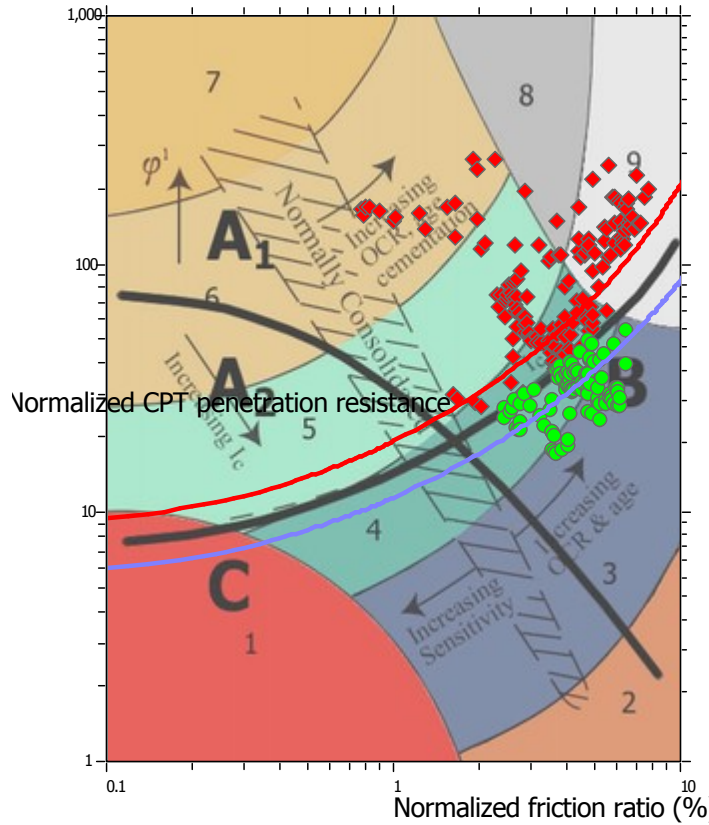 1,000
7
8
9
φ¹
A1
Increasing
OCR, age
cementation
Normally Consolidated
100
6
A2
Increasing Ic
Normalized CPT penetration resistance
5
B
10
4
Increasing
OCR & age
3
C
Increasing
Sensitivity
1
2
1
0.1
1
10
Normalized friction ratio (%